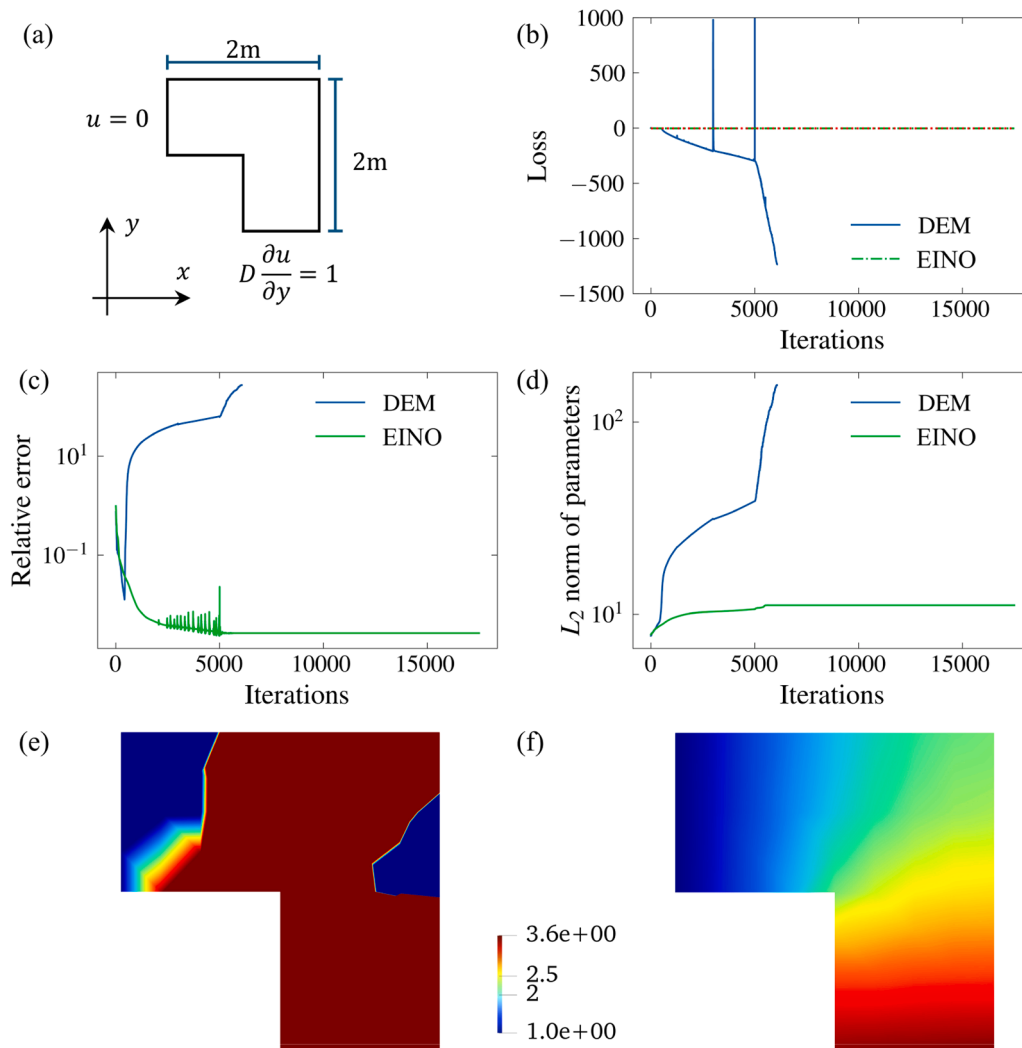 (a)
2m
u = 0
2m
y
x
D ∂u/∂y = 1
(b)
1000
500
0
−500
−1000
−1500
Loss
DEM
EINO
0 5000 10000 15000
Iterations
(c)
10^1
10^−1
Relative error
DEM
EINO
0 5000 10000 15000
Iterations
(d)
10^2
10^1
L_2 norm of parameters
DEM
EINO
0 5000 10000 15000
Iterations
(e)
(f)
3.6e+00
2.5
2
1.0e+00